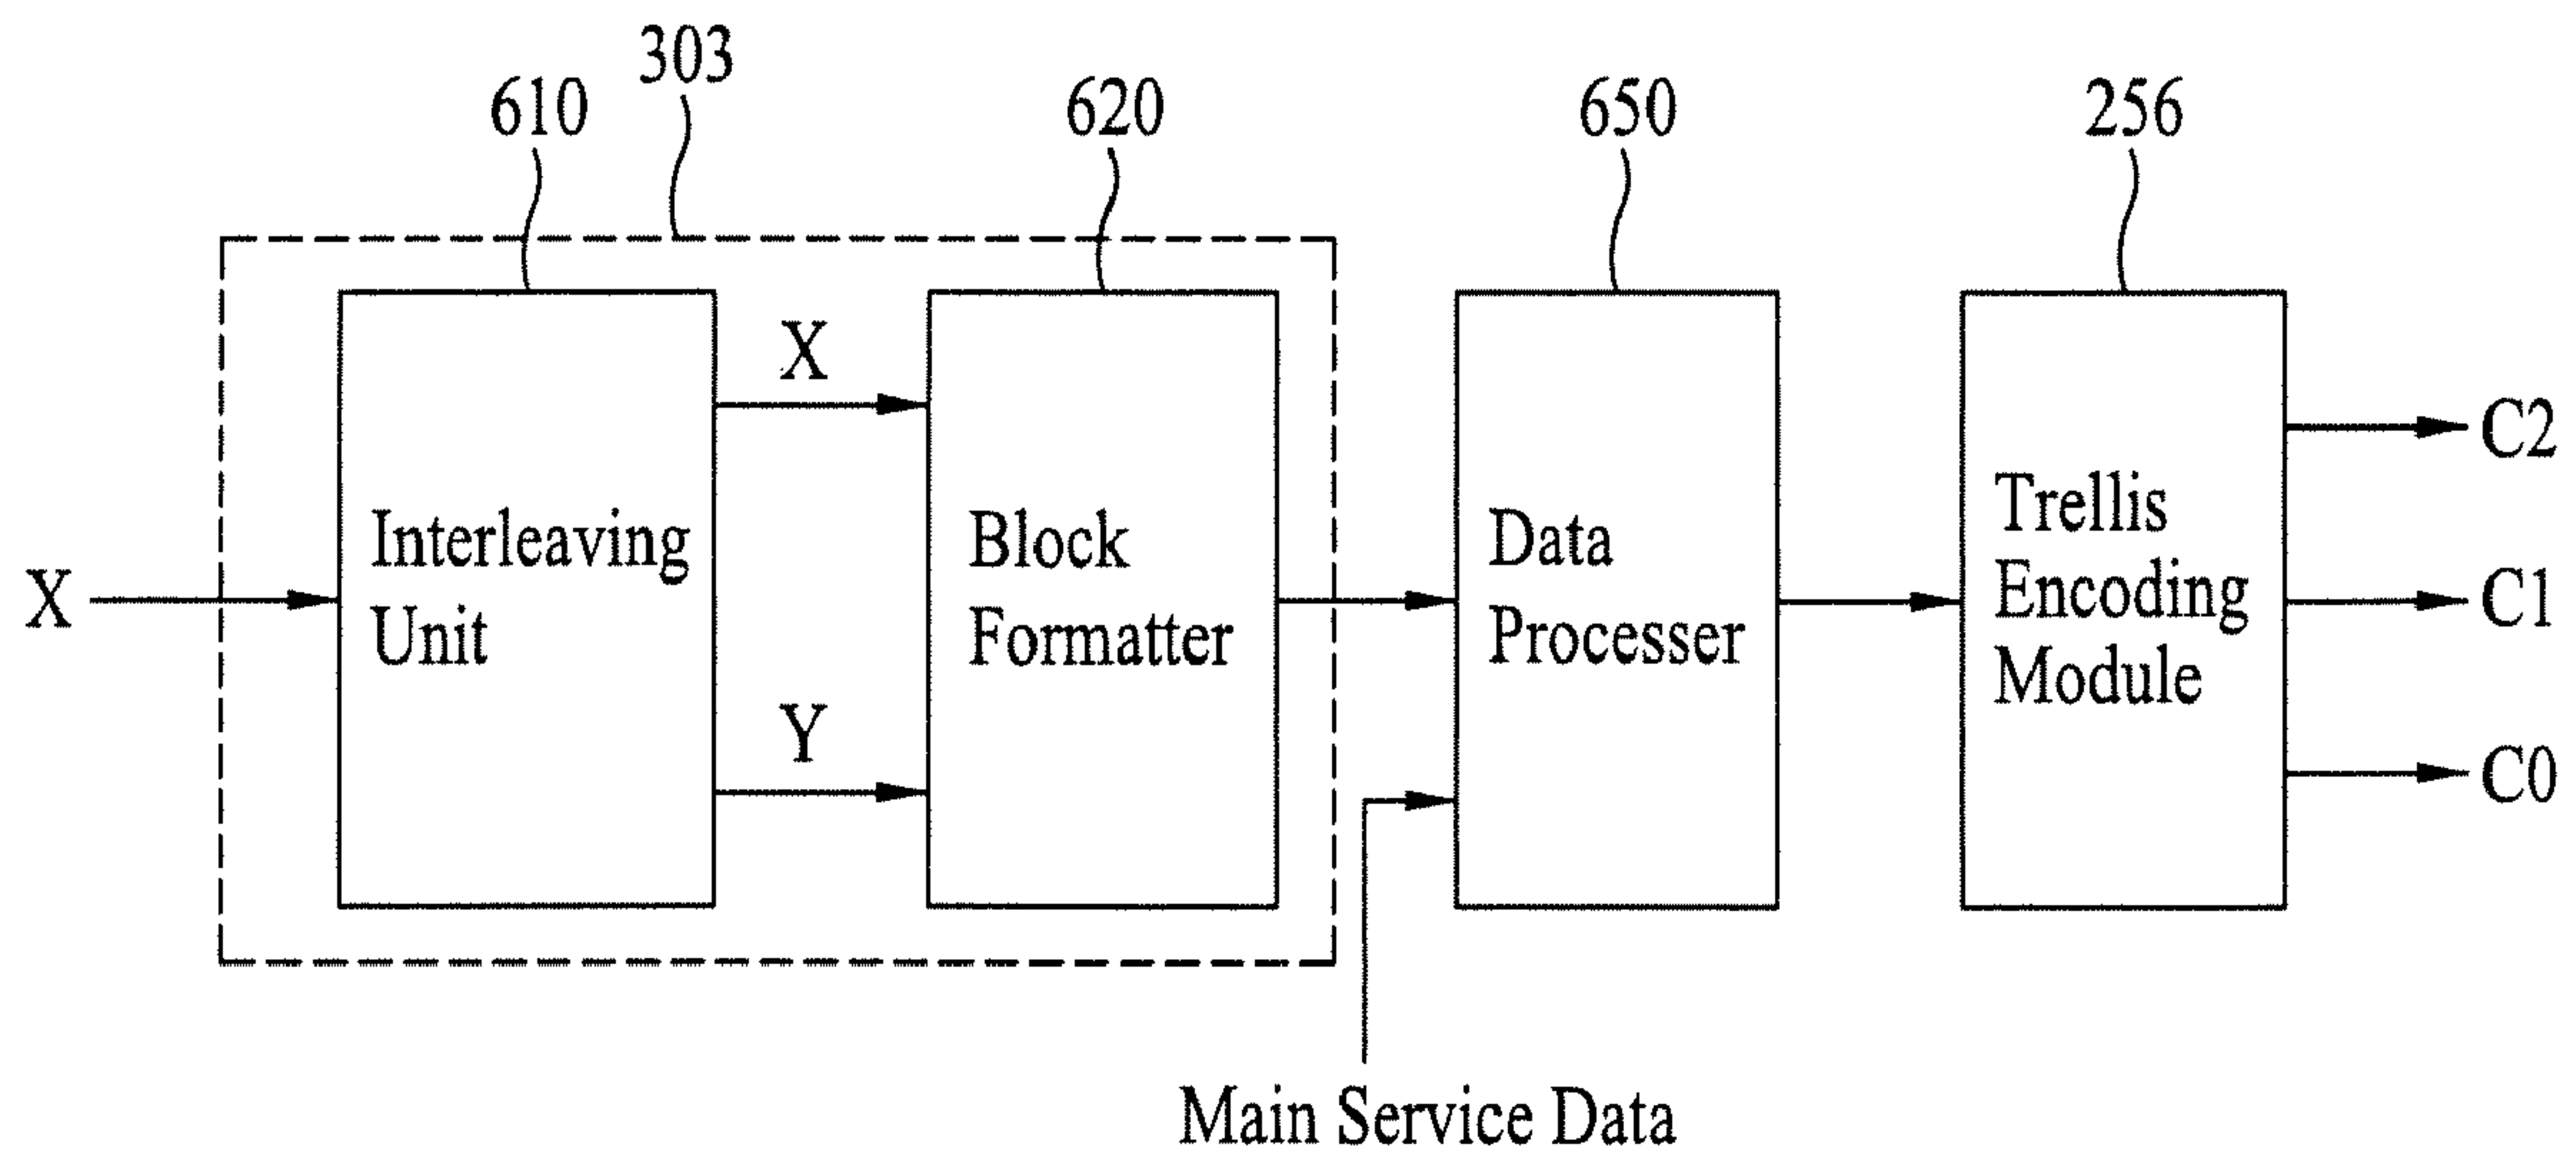 303
610
620
650
256
X
Interleaving
Unit
X
Y
Block
Formatter
Data
Processer
Trellis
Encoding
Module
C2
C1
C0
Main Service Data